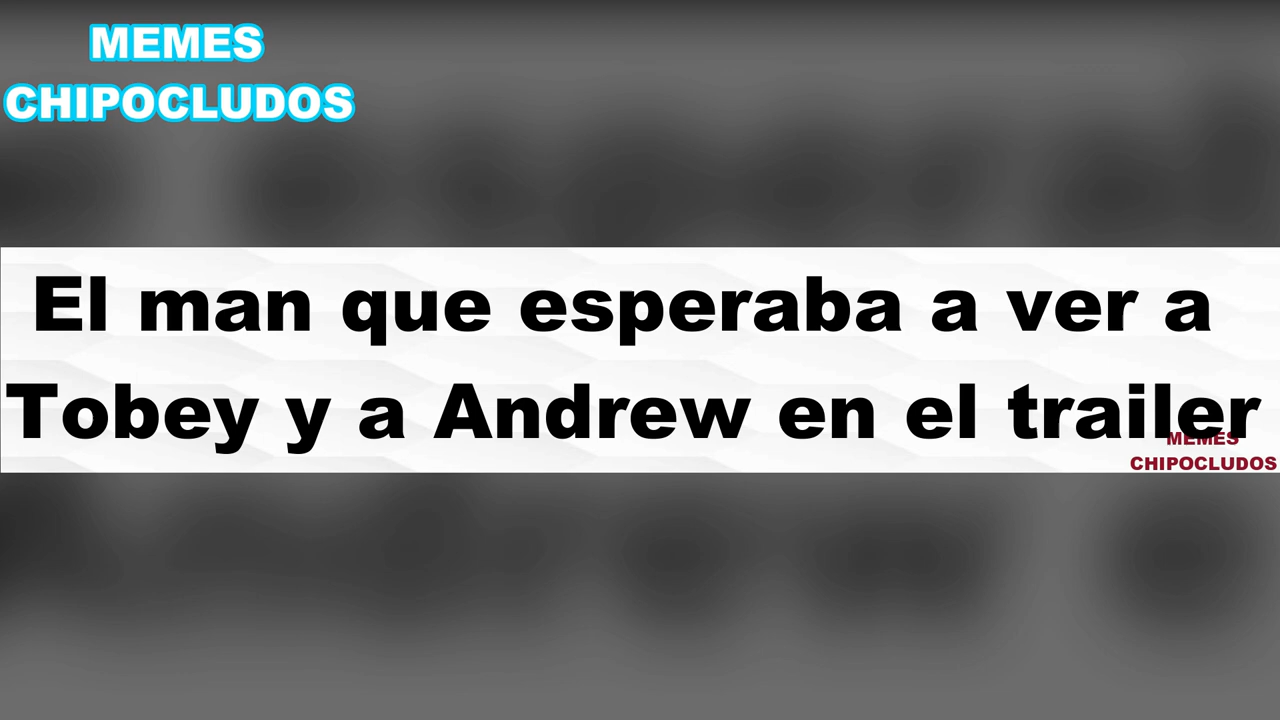 MEMES
CHIPOCLUDOS
El man que esperaba a ver a
Tobey y a Andrew en el trailer
MEMES
CHIPOCLUDOS